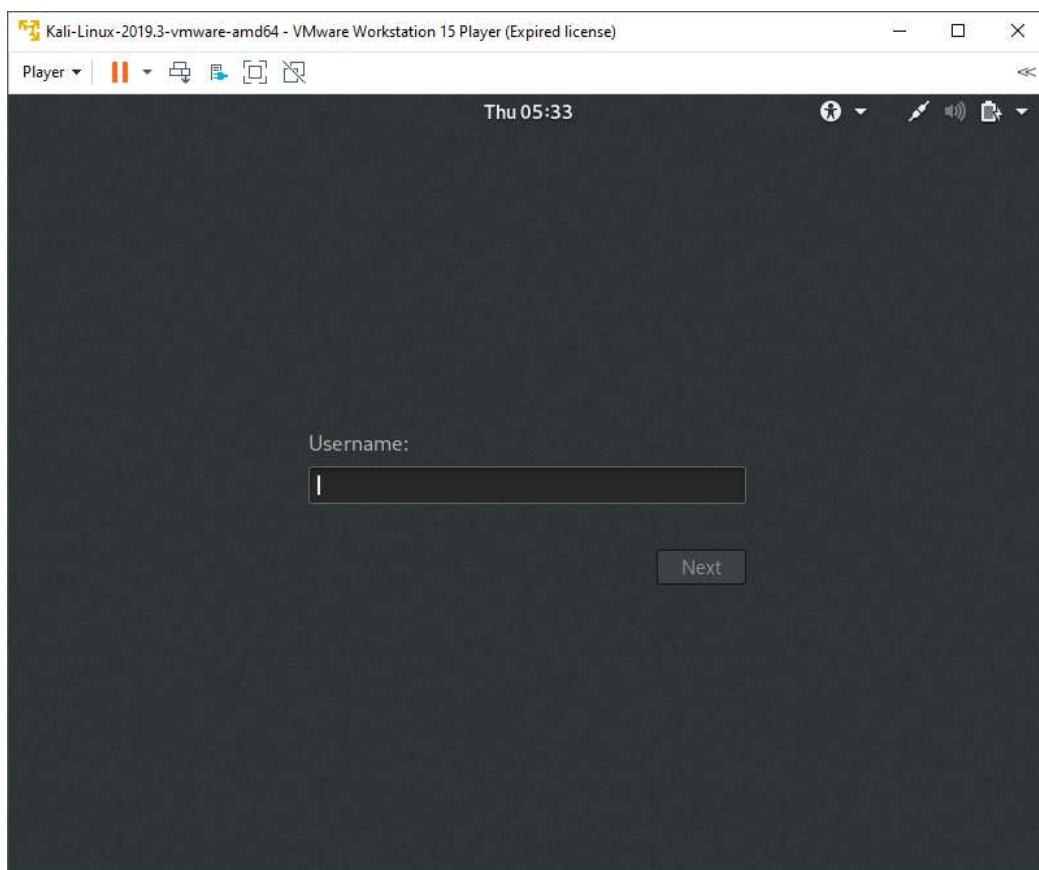 Kali-Linux-2019.3-vmware-amd64 - VMware Workstation 15 Player (Expired license)
Player
Thu 05:33
Username:
Next